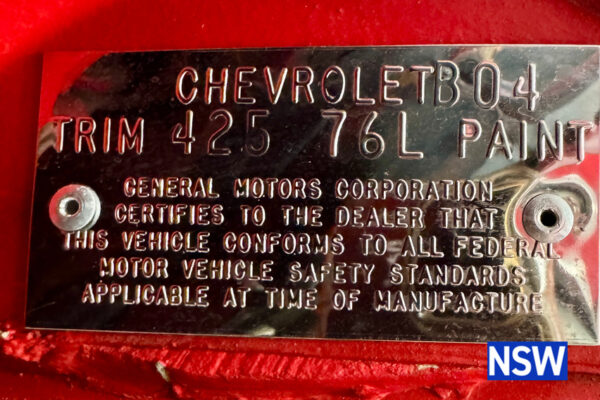 CHEVROLET B04
TRIM 425 76L PAINT
GENERAL MOTORS CORPORATION
CERTIFIES TO THE DEALER THAT
THIS VEHICLE CONFORMS TO ALL FEDERAL
MOTOR VEHICLE SAFETY STANDARDS
APPLICABLE AT TIME OF MANUFACTURE
NSW